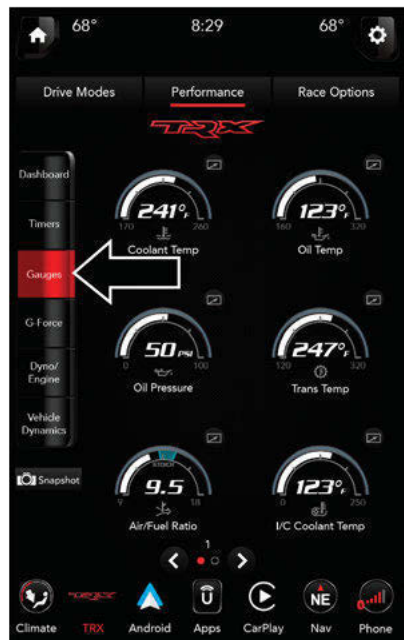 68° 8:29 68°
Drive Modes Performance Race Options
TRX
Dashboard
Timers
Gauges
G-Force
Dyno/
Engine
Vehicle
Dynamics
Snapshot
241°F
170 260
Coolant Temp
123°F
160 320
Oil Temp
50 PSI
0 100
Oil Pressure
247°F
120 320
Trans Temp
STOICH
9.5
9 18
Air/Fuel Ratio
123°F
250
I/C Coolant Temp
1
NE
Climate TRX Android Apps CarPlay Nav Phone